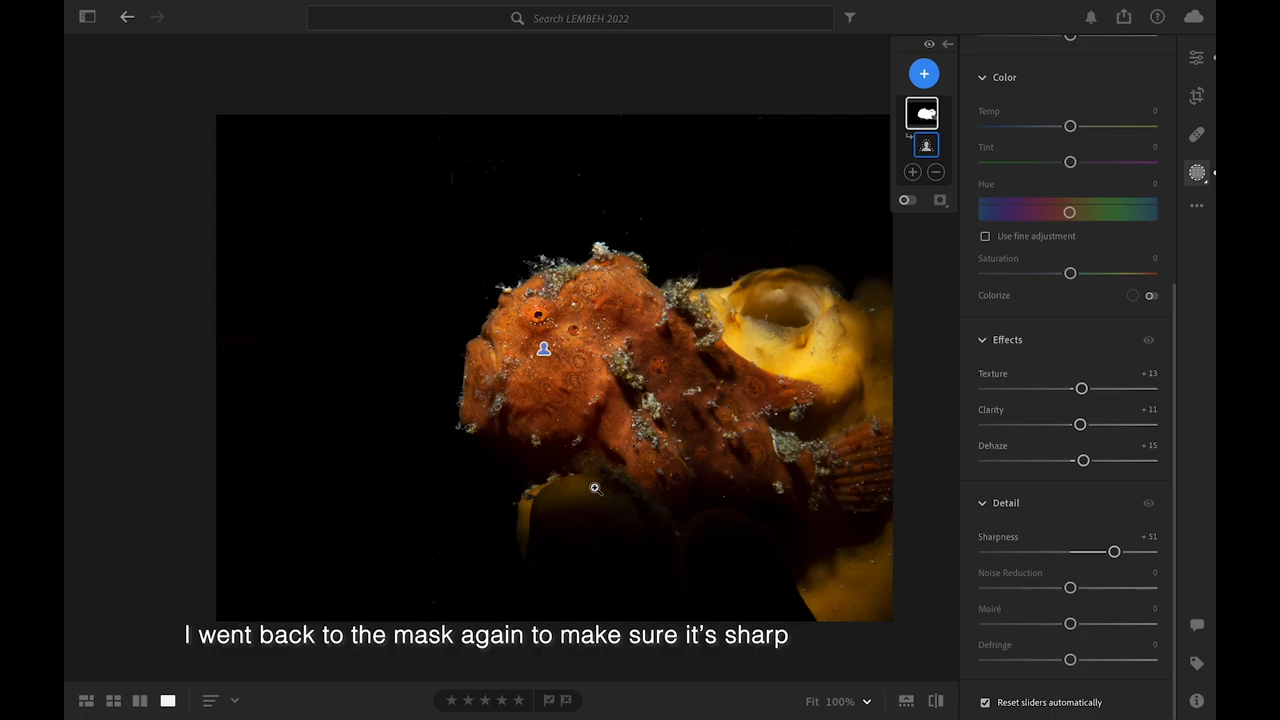 Search LEMBEH 2022
Color
Temp 0
Tint 0
Hue 0
Use fine adjustment
Saturation 0
Colorize
Effects
Texture + 13
Clarity + 11
Dehaze + 15
Detail
Sharpness + 51
Noise Reduction 0
Moiré 0
Defringe 0
I went back to the mask again to make sure it's sharp
Fit 100%
Reset sliders automatically